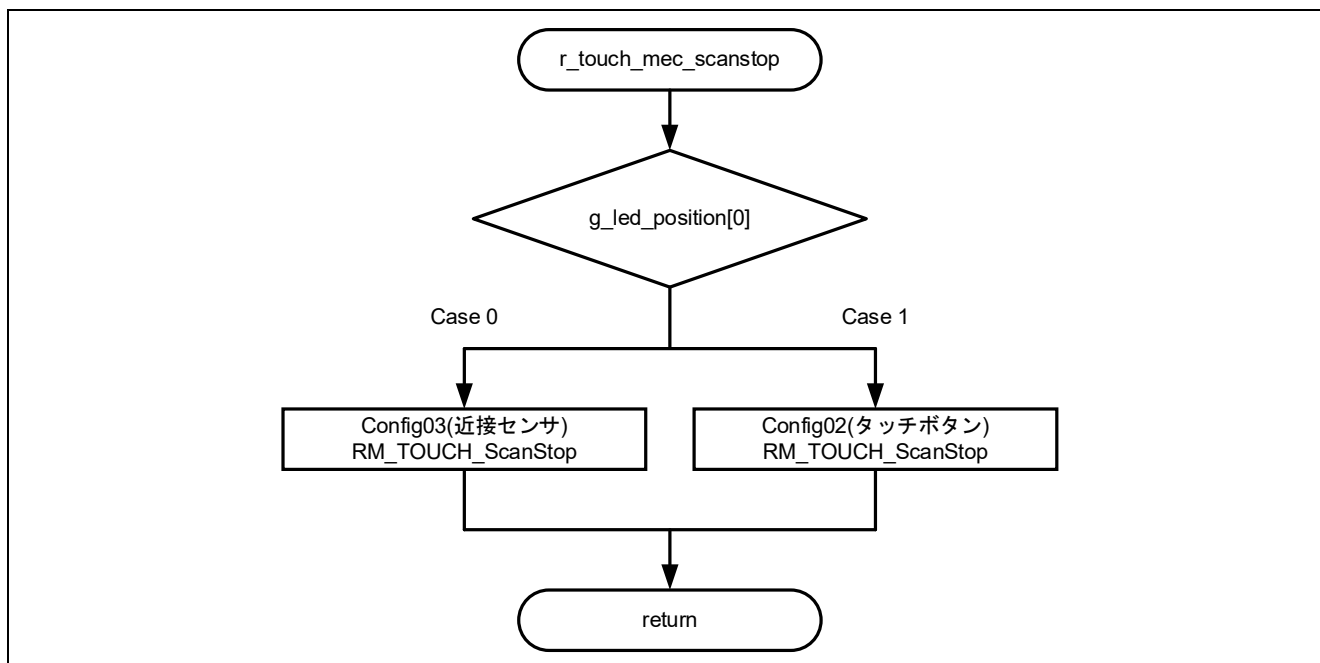 r_touch_mec_scanstop
g_led_position[0]
Case 0
Case 1
Config03(近接センサ)
RM_TOUCH_ScanStop
Config02(タッチボタン)
RM_TOUCH_ScanStop
return